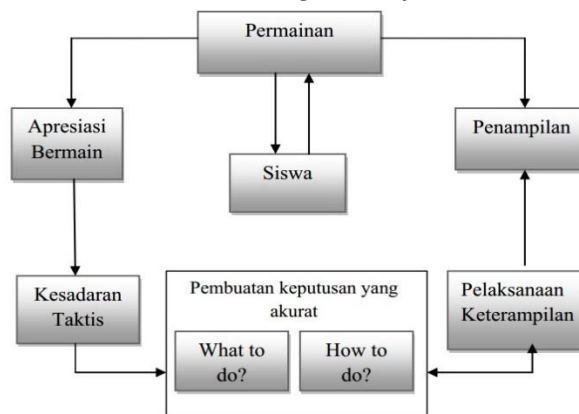 Permainan
Apresiasi
Bermain
Penampilan
Siswa
Kesadaran
Taktis
Pembuatan keputusan yang
akurat
What to
do?
How to
do?
Pelaksanaan
Keterampilan